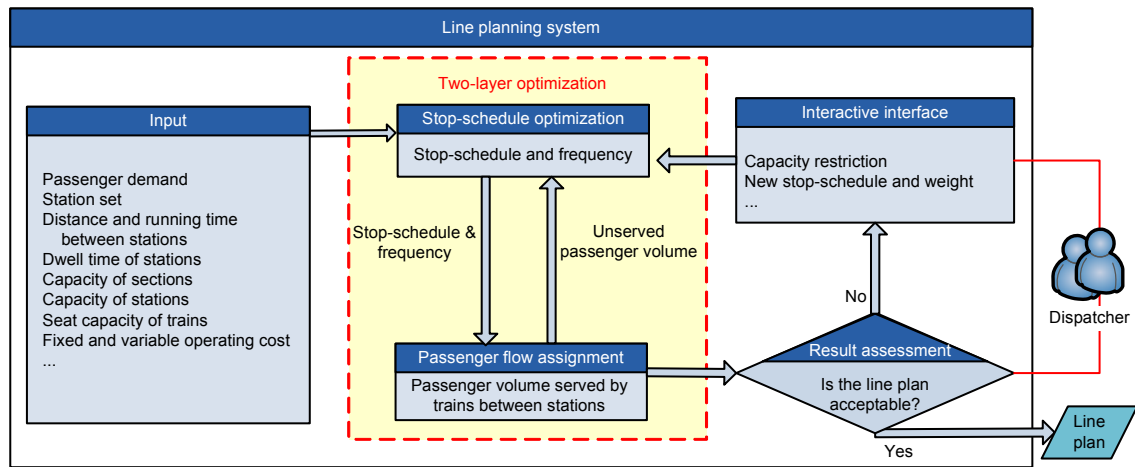 Line planning system
Two-layer optimization
Input
Passenger demand
Station set
Distance and running time
between stations
Dwell time of stations
Capacity of sections
Capacity of stations
Seat capacity of trains
Fixed and variable operating cost
...
Stop-schedule optimization
Stop-schedule and frequency
Stop-schedule &
frequency
Unserved
passenger volume
Passenger flow assignment
Passenger volume served by
trains between stations
Interactive interface
Capacity restriction
New stop-schedule and weight
...
No
Result assessment
Is the line plan
acceptable?
Yes
Dispatcher
Line
plan